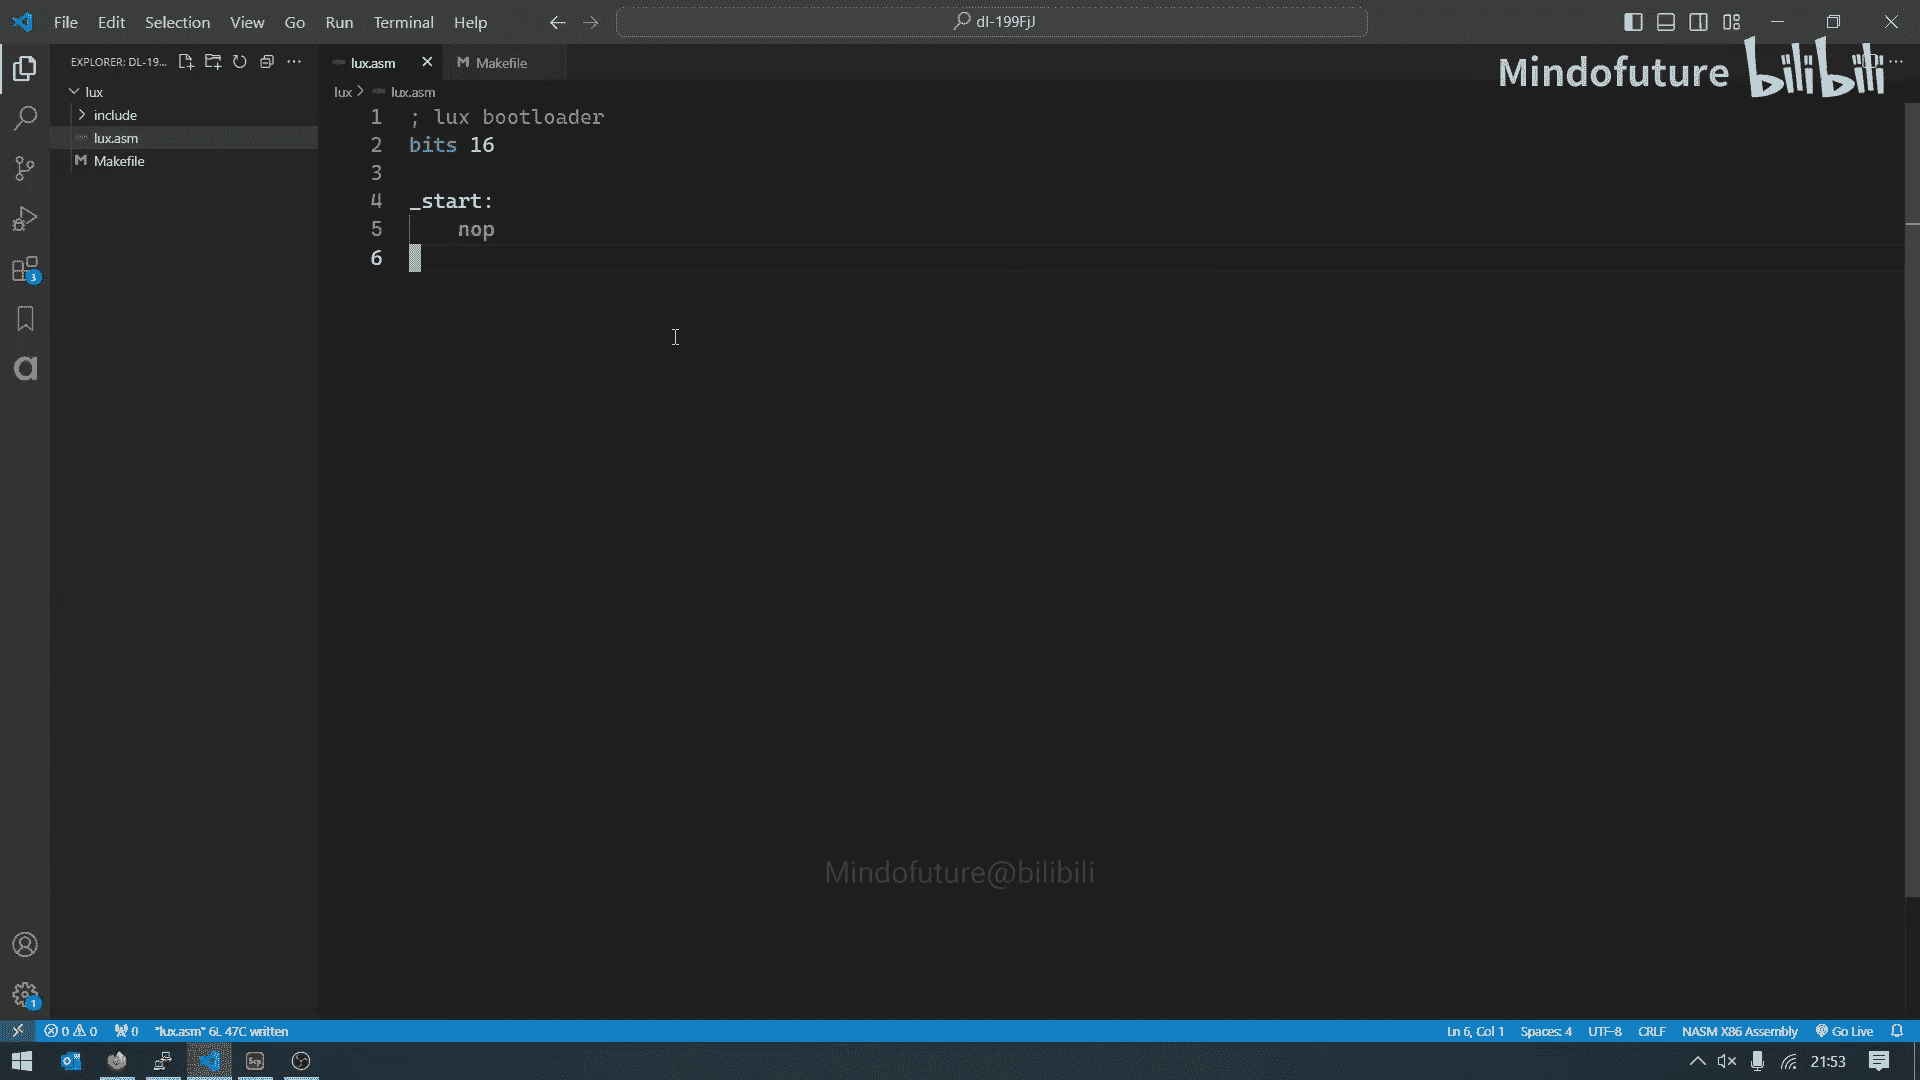 File Edit Selection View Go Run Terminal Help
dl-199FjJ
EXPLORER: DL-19...
lux.asm
Makefile
Mindofuture bilibili
lux
include
lux.asm
Makefile
lux > lux.asm
1 ; lux bootloader
2 bits 16
3
4 _start:
5 nop
6
Mindofuture@bilibili
3
1
0 0 0 "lux.asm" 6L 47C written
Ln 6, Col 1 Spaces: 4 UTF-8 CRLF NASM X86 Assembly Go Live
Scp
21:53